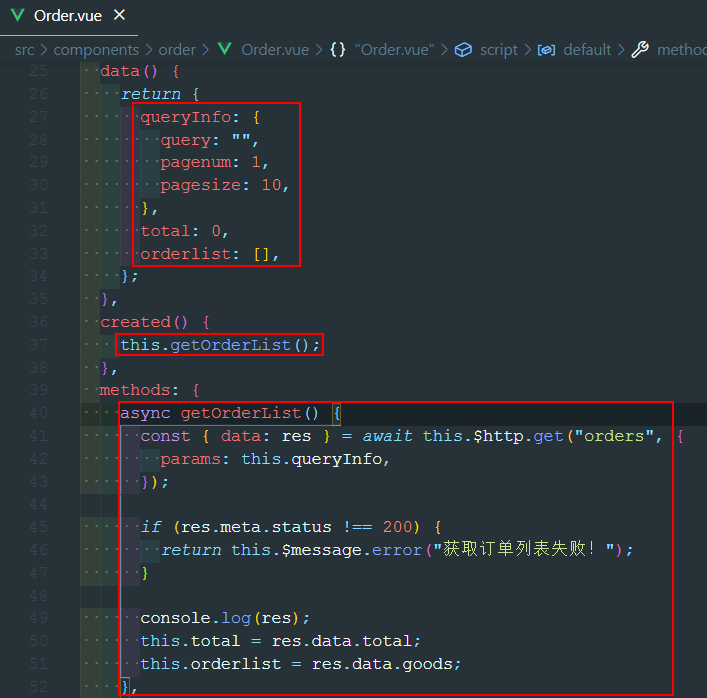 Order.vue ×
src > components > order > Order.vue > {} "Order.vue" > script > default > metho
25 data() {
26 return {
27 queryInfo: {
28 query: "",
29 pagenum: 1,
30 pagesize: 10,
31 },
32 total: 0,
33 orderlist: [],
34 };
35 },
36 created() {
37 this.getOrderList();
38 },
39 methods: {
40 async getOrderList() {
41 const { data: res } = await this.$http.get("orders", {
42 params: this.queryInfo,
43 });
44
45 if (res.meta.status !== 200) {
46 return this.$message.error("获取订单列表失败！");
47 }
48
49 console.log(res);
50 this.total = res.data.total;
51 this.orderlist = res.data.goods;
52 },